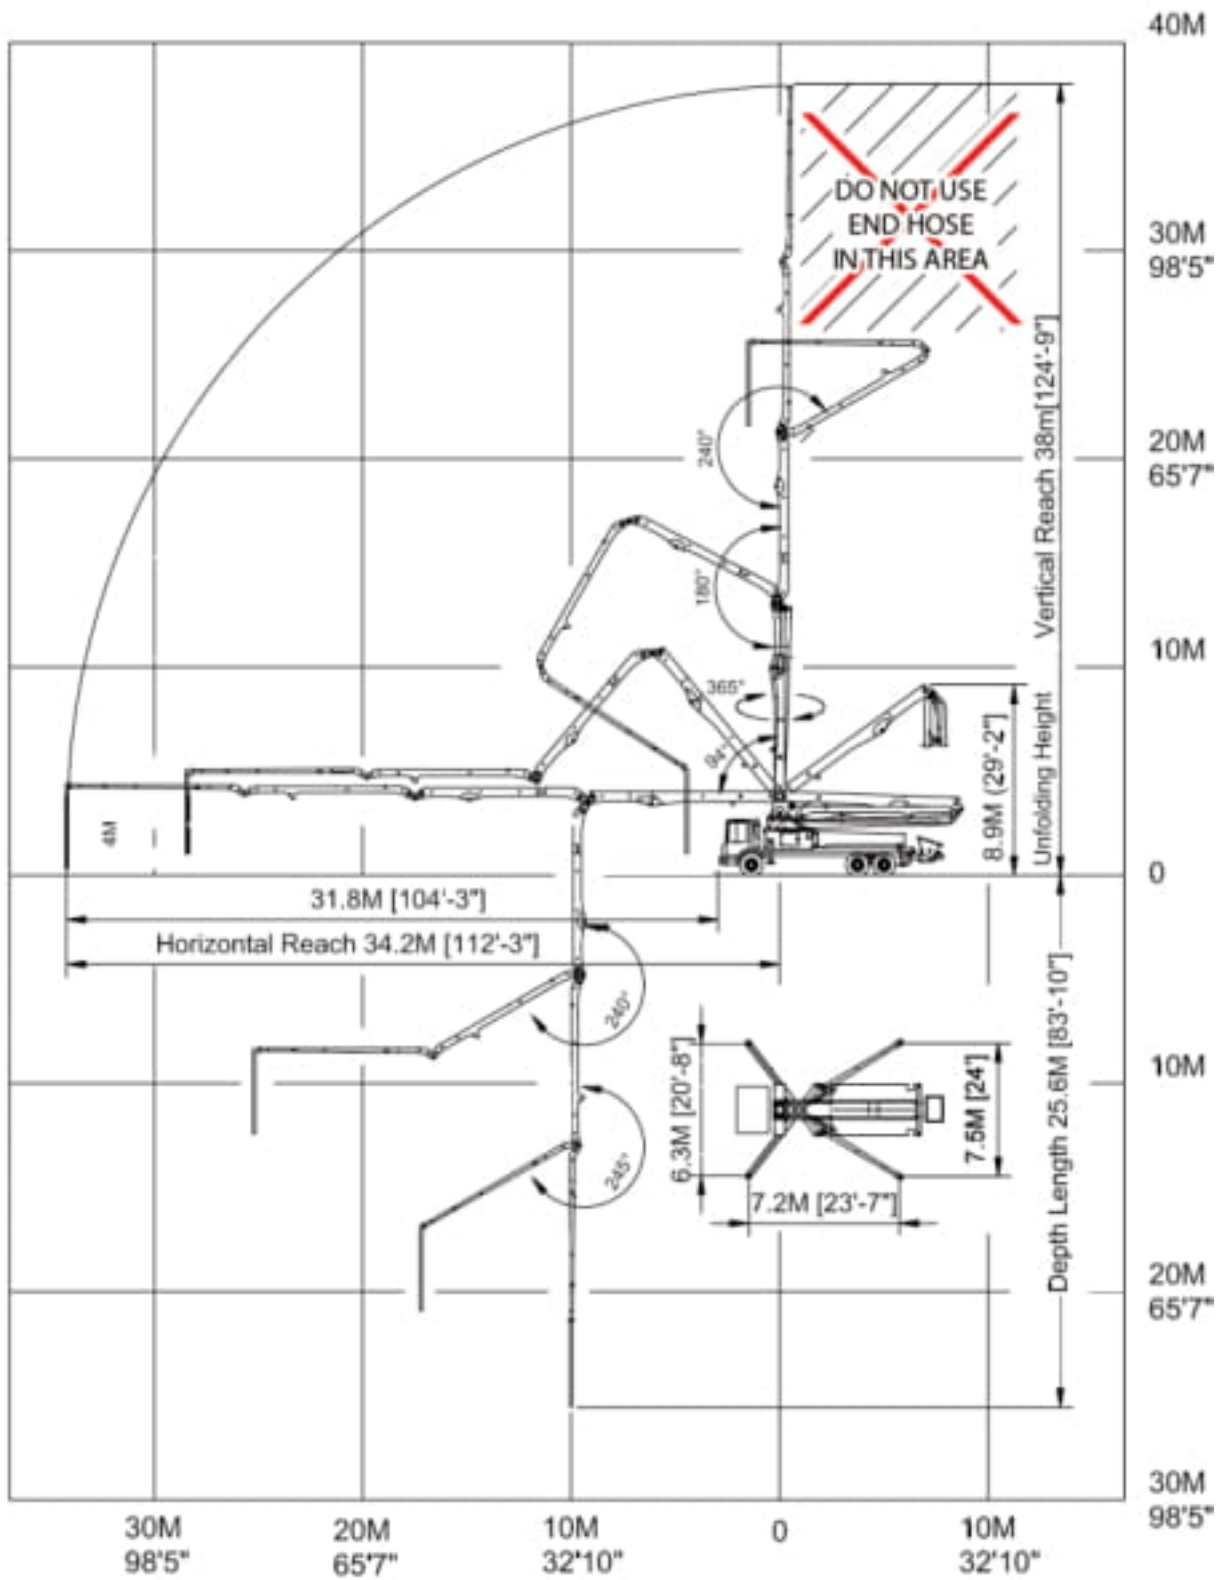 40M
DO NOT USE
END HOSE
IN THIS AREA
30M
98'5"
Vertical Reach 38m[124'-9"]
240°
20M
65'7"
180°
10M
365°
94°
8.9M (29'-2")
Unfolding Height
4M
0
31.8M [104'-3"]
Horizontal Reach 34.2M [112'-3"]
240°
6.3M [20'-8"]
7.5M [24']
Depth Length 25.6M [83'-10"]
10M
245°
7.2M [23'-7"]
20M
65'7"
30M
98'5"
30M
98'5"
20M
65'7"
10M
32'10"
0
10M
32'10"